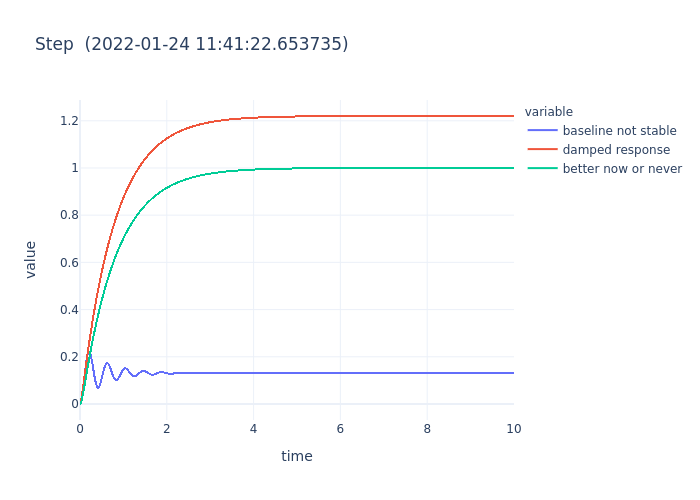 Step (2022-01-24 11:41:22.653735)
variable
baseline not stable
damped response
better now or never
value
1.2
1
0.8
0.6
0.4
0.2
0
0 2 4 6 8 10
time